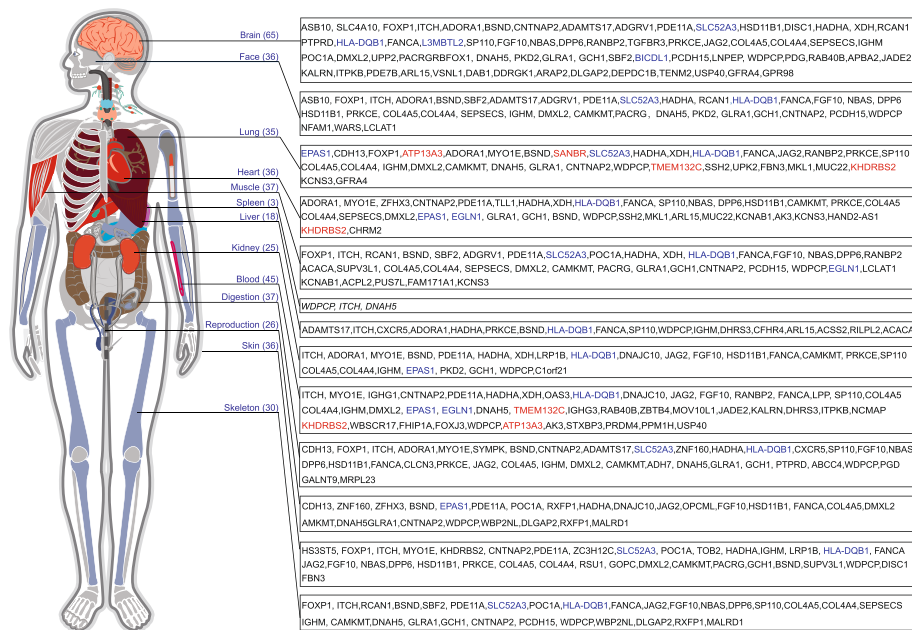 Brain (65)
Face (36)
Lung (35)
Heart (36)
Muscle (37)
Spleen (3)
Liver (18)
Kidney (25)
Blood (45)
Digestion (37)
Reproduction (26)
Skin (36)
Skeleton (30)
ASB10, SLC4A10, FOXP1,ITCH,ADORA1,BSND,CNTNAP2,ADAMTS17,ADGRV1,PDE11A,SLC52A3,HSD11B1,DISC1,HADHA, XDH,RCAN1
PTPRD,HLA-DQB1,FANCA,L3MBTL2,SP110,FGF10,NBAS,DPP6,RANBP2,TGFBR3,PRKCE,JAG2,COL4A5,COL4A4,SEPSECS,IGHM
POC1A,DMXL2,UPP2,PACRGRBFOX1, DNAH5, PKD2,GLRA1, GCH1,SBF2,BICDL1,PCDH15,LNPEP, WDPCP,PDG,RAB40B,APBA2,JADE2
KALRN,ITPKB,PDE7B,ARL15,VSNL1,DAB1,DDRGK1,ARAP2,DLGAP2,DEPDC1B,TENM2,USP40,GFRA4,GPR98
ASB10, FOXP1, ITCH, ADORA1,BSND,SBF2,ADAMTS17,ADGRV1, PDE11A,SLC52A3,HADHA, RCAN1,HLA-DQB1,FANCA,FGF10, NBAS, DPP6
HSD11B1, PRKCE, COL4A5,COL4A4, SEPSECS, IGHM, DMXL2, CAMKMT,PACRG, DNAH5, PKD2, GLRA1,GCH1,CNTNAP2, PCDH15,WDPCP
NFAM1,WARS,LCLAT1
EPAS1,CDH13,FOXP1,ATP13A3,ADORA1,MYO1E,BSND,SANBR,SLC52A3,HADHA,XDH,HLA-DQB1,FANCA,JAG2,RANBP2,PRKCE,SP110
COL4A5,COL4A4, IGHM,DMXL2,CAMKMT, DNAH5, GLRA1, CNTNAP2,WDPCP,TMEM132C,SSH2,UPK2,FBN3,MKL1,MUC22,KHDRBS2
KCNS3,GFRA4
ADORA1, MYO1E, ZFHX3,CNTNAP2,PDE11A,TLL1,HADHA,XDH,HLA-DQB1,FANCA, SP110,NBAS, DPP6,HSD11B1,CAMKMT, PRKCE,COL4A5
COL4A4,SEPSECS,DMXL2,EPAS1, EGLN1, GLRA1, GCH1, BSND, WDPCP,SSH2,MKL1,ARL15,MUC22,KCNAB1,AK3,KCNS3,HAND2-AS1
KHDRBS2,CHRM2
FOXP1, ITCH, RCAN1, BSND, SBF2, ADGRV1, PDE11A,SLC52A3,POC1A,HADHA, XDH, HLA-DQB1,FANCA,FGF10, NBAS,DPP6,RANBP2
ACACA,SUPV3L1, COL4A5,COL4A4, SEPSECS, DMXL2, CAMKMT, PACRG, GLRA1,GCH1,CNTNAP2, PCDH15, WDPCP,EGLN1,LCLAT1
KCNAB1,ACPL2,PUS7L,FAM171A1,KCNS3
WDPCP, ITCH, DNAH5
ADAMTS17,ITCH,CXCR5,ADORA1,HADHA,PRKCE,BSND,HLA-DQB1,FANCA,SP110,WDPCP,IGHM,DHRS3,CFHR4,ARL15,ACSS2,RILPL2,ACACA
ITCH, ADORA1, MYO1E, BSND, PDE11A, HADHA, XDH,LRP1B, HLA-DQB1,DNAJC10, JAG2, FGF10, HSD11B1,FANCA,CAMKMT, PRKCE,SP110
COL4A5,COL4A4,IGHM, EPAS1, PKD2, GCH1, WDPCP,C1orf21
ITCH, MYO1E, IGHG1,CNTNAP2,PDE11A,HADHA,XDH,OAS3,HLA-DQB1,DNAJC10, JAG2, FGF10, RANBP2, FANCA,LPP, SP110,COL4A5
COL4A4,IGHM,DMXL2, EPAS1, EGLN1,DNAH5, TMEM132C,IGHG3,RAB40B,ZBTB4,MOV10L1,JADE2,KALRN,DHRS3,ITPKB,NCMAP
KHDRBS2,WBSCR17,FHIP1A,FOXJ3,WDPCP,ATP13A3,AK3,STXBP3,PRDM4,PPM1H,USP40
CDH13, FOXP1, ITCH, ADORA1,MYO1E,SYMPK, BSND,CNTNAP2,ADAMTS17,SLC52A3,ZNF160,HADHA,HLA-DQB1,CXCR5,SP110,FGF10,NBAS
DPP6,HSD11B1,FANCA,CLCN3,PRKCE, JAG2, COL4A5, IGHM, DMXL2, CAMKMT,ADH7, DNAH5,GLRA1, GCH1, PTPRD, ABCC4,WDPCP,PGD
GALNT9,MRPL23
CDH13, ZNF160, ZFHX3, BSND, EPAS1,PDE11A, POC1A, RXFP1,HADHA,DNAJC10,JAG2,OPCML,FGF10,HSD11B1, FANCA,COL4A5,DMXL2
AMKMT,DNAH5GLRA1,CNTNAP2,WDPCP,WBP2NL,DLGAP2,RXFP1,MALRD1
HS3ST5, FOXP1, ITCH, MYO1E, KHDRBS2, CNTNAP2,PDE11A, ZC3H12C,SLC52A3, POC1A, TOB2, HADHA,IGHM, LRP1B, HLA-DQB1, FANCA
JAG2,FGF10, NBAS,DPP6, HSD11B1, PRKCE, COL4A5, COL4A4, RSU1, GOPC,DMXL2,CAMKMT,PACRG,GCH1,BSND,SUPV3L1,WDPCP,DISC1
FBN3
FOXP1, ITCH,RCAN1,BSND,SBF2, PDE11A,SLC52A3,POC1A,HLA-DQB1,FANCA,JAG2,FGF10,NBAS,DPP6,SP110,COL4A5,COL4A4,SEPSECS
IGHM, CAMKMT,DNAH5, GLRA1,GCH1, CNTNAP2, PCDH15, WDPCP,WBP2NL,DLGAP2,RXFP1,MALRD1